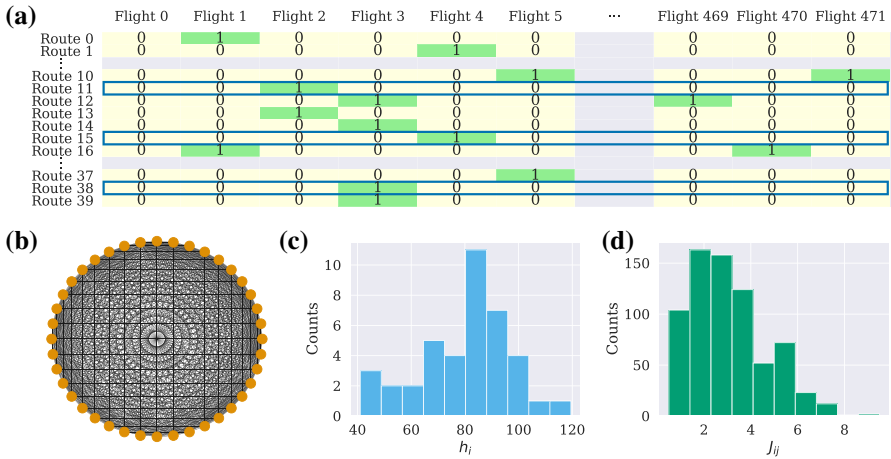 (a)
Flight 0 Flight 1 Flight 2 Flight 3 Flight 4 Flight 5 ... Flight 469 Flight 470 Flight 471
Route 0 0 1 0 0 0 0 0 0 0
Route 1 0 0 0 0 1 0 0 0 0
⋮
Route 10 0 0 0 0 0 1 0 0 1
Route 11 0 0 1 0 0 0 0 0 0
Route 12 0 0 0 1 0 0 1 0 0
Route 13 0 0 1 0 0 0 0 0 0
Route 14 0 0 0 1 0 0 0 0 0
Route 15 0 0 0 0 1 0 0 0 0
Route 16 0 1 0 0 0 0 0 1 0
⋮
Route 37 0 0 0 0 0 1 0 0 0
Route 38 0 0 0 1 0 0 0 0 0
Route 39 0 0 0 1 0 0 0 0 0
(b)
(c)
Counts
10
8
6
4
2
0
40 60 80 100 120
h_i
(d)
Counts
150
100
50
0
2 4 6 8
J_ij